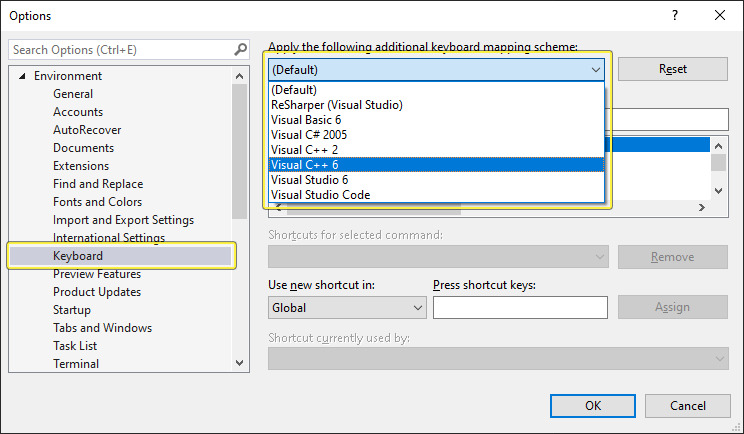 Options
Search Options (Ctrl+E)
Environment
General
Accounts
AutoRecover
Documents
Extensions
Find and Replace
Fonts and Colors
Import and Export Settings
International Settings
Keyboard
Preview Features
Product Updates
Startup
Tabs and Windows
Task List
Terminal
Apply the following additional keyboard mapping scheme:
(Default)
Reset
(Default)
ReSharper (Visual Studio)
Visual Basic 6
Visual C# 2005
Visual C++ 2
Visual C++ 6
Visual Studio 6
Visual Studio Code
Shortcuts for selected command:
Remove
Use new shortcut in:
Press shortcut keys:
Global
Assign
Shortcut currently used by:
OK
Cancel